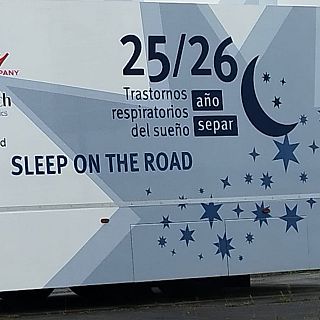 25/26
Trastornos
respiratorios
del sueño
año
separ
SLEEP ON THE ROAD